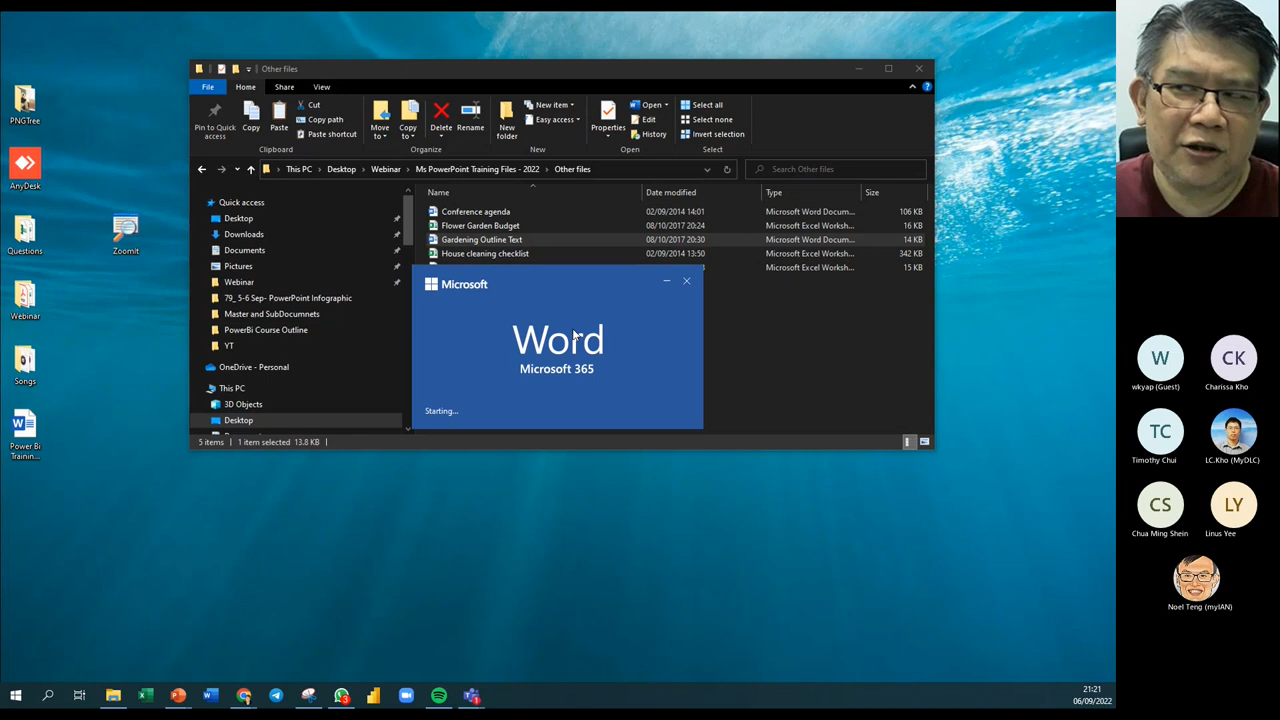 Other files
File
Home
Share
View
Pin to Quick access
Copy
Paste
Cut
Copy path
Paste shortcut
Clipboard
Move to
Copy to
Delete
Rename
Organize
New folder
New item
Easy access
New
Properties
Open
Edit
History
Open
Select all
Select none
Invert selection
Select
This PC
Desktop
Webinar
Ms PowerPoint Training Files - 2022
Other files
Search Other files
Name
Date modified
Type
Size
Conference agenda 02/09/2014 14:01 Microsoft Word Docum... 106 KB
Flower Garden Budget 08/10/2017 20:24 Microsoft Excel Worksh... 16 KB
Gardening Outline Text 08/10/2017 20:30 Microsoft Word Docum... 14 KB
House cleaning checklist 02/09/2014 13:50 Microsoft Excel Worksh... 342 KB
3 Microsoft Excel Worksh... 15 KB
Quick access
Desktop
Downloads
Documents
Pictures
Webinar
79_ 5-6 Sep- PowerPoint Infographic
Master and SubDocumnets
PowerBi Course Outline
YT
OneDrive - Personal
This PC
3D Objects
Desktop
5 items
1 item selected 13.8 KB
Microsoft
Word
Microsoft 365
Starting...
PNGTree
AnyDesk
Questions
ZoomIt
Webinar
Songs
Power Bi Trainin...
W
wkyap (Guest)
CK
Charissa Kho
TC
Timothy Chui
LC.Kho (MyDLC)
CS
Chua Ming Shein
LY
Linus Yee
Noel Teng (myIAN)
21:21
06/09/2022